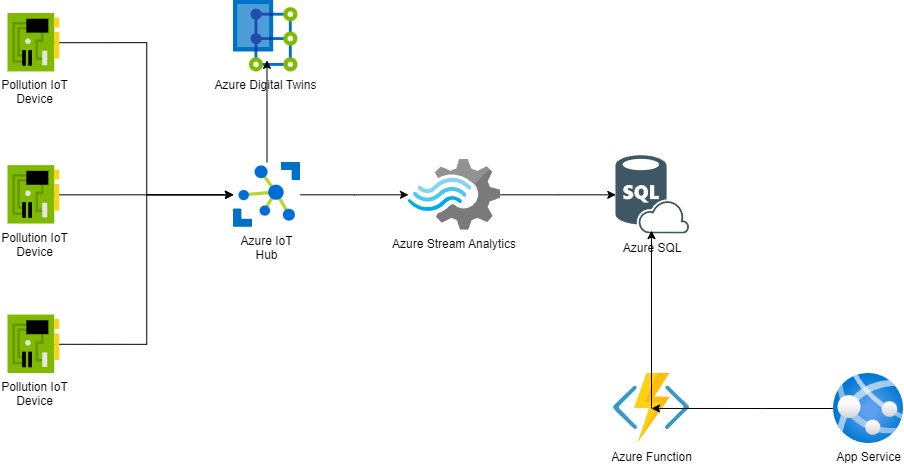 Pollution IoT
Device
Azure Digital Twins
Pollution IoT
Device
Azure IoT
Hub
Azure Stream Analytics
SQL
Azure SQL
Pollution IoT
Device
Azure Function
App Service